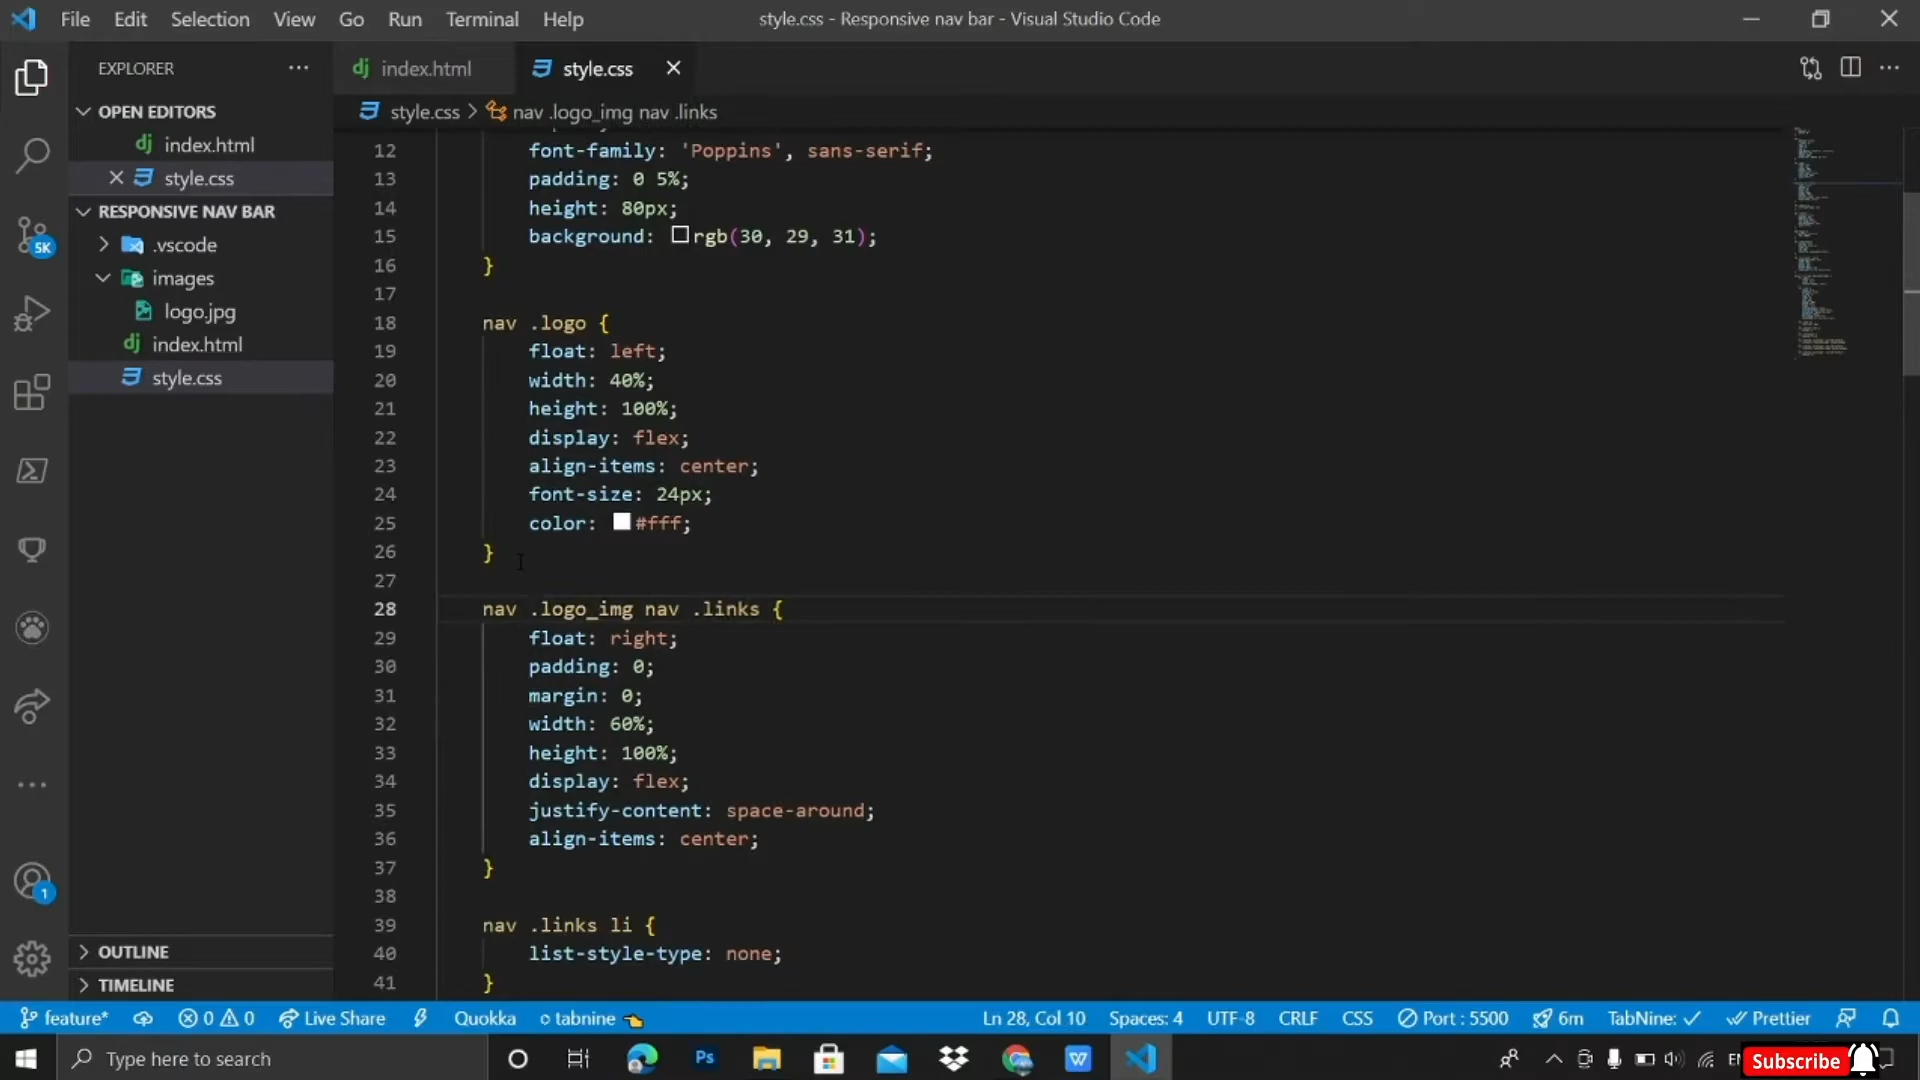 File Edit Selection View Go Run Terminal Help
style.css - Responsive nav bar - Visual Studio Code
EXPLORER
OPEN EDITORS
index.html
style.css
RESPONSIVE NAV BAR
.vscode
images
logo.jpg
index.html
style.css
OUTLINE
TIMELINE
5K
1
index.html style.css
style.css > nav .logo_img nav .links
12 font-family: 'Poppins', sans-serif;
13 padding: 0 5%;
14 height: 80px;
15 background: rgb(30, 29, 31);
16 }
17
18 nav .logo {
19 float: left;
20 width: 40%;
21 height: 100%;
22 display: flex;
23 align-items: center;
24 font-size: 24px;
25 color: #fff;
26 }
27
28 nav .logo_img nav .links {
29 float: right;
30 padding: 0;
31 margin: 0;
32 width: 60%;
33 height: 100%;
34 display: flex;
35 justify-content: space-around;
36 align-items: center;
37 }
38
39 nav .links li {
40 list-style-type: none;
41 }
feature* 0 0 Live Share Quokka tabnine Ln 28, Col 10 Spaces: 4 UTF-8 CRLF CSS Port : 5500 6m TabNine: Prettier
Type here to search
Ps
W
Subscribe